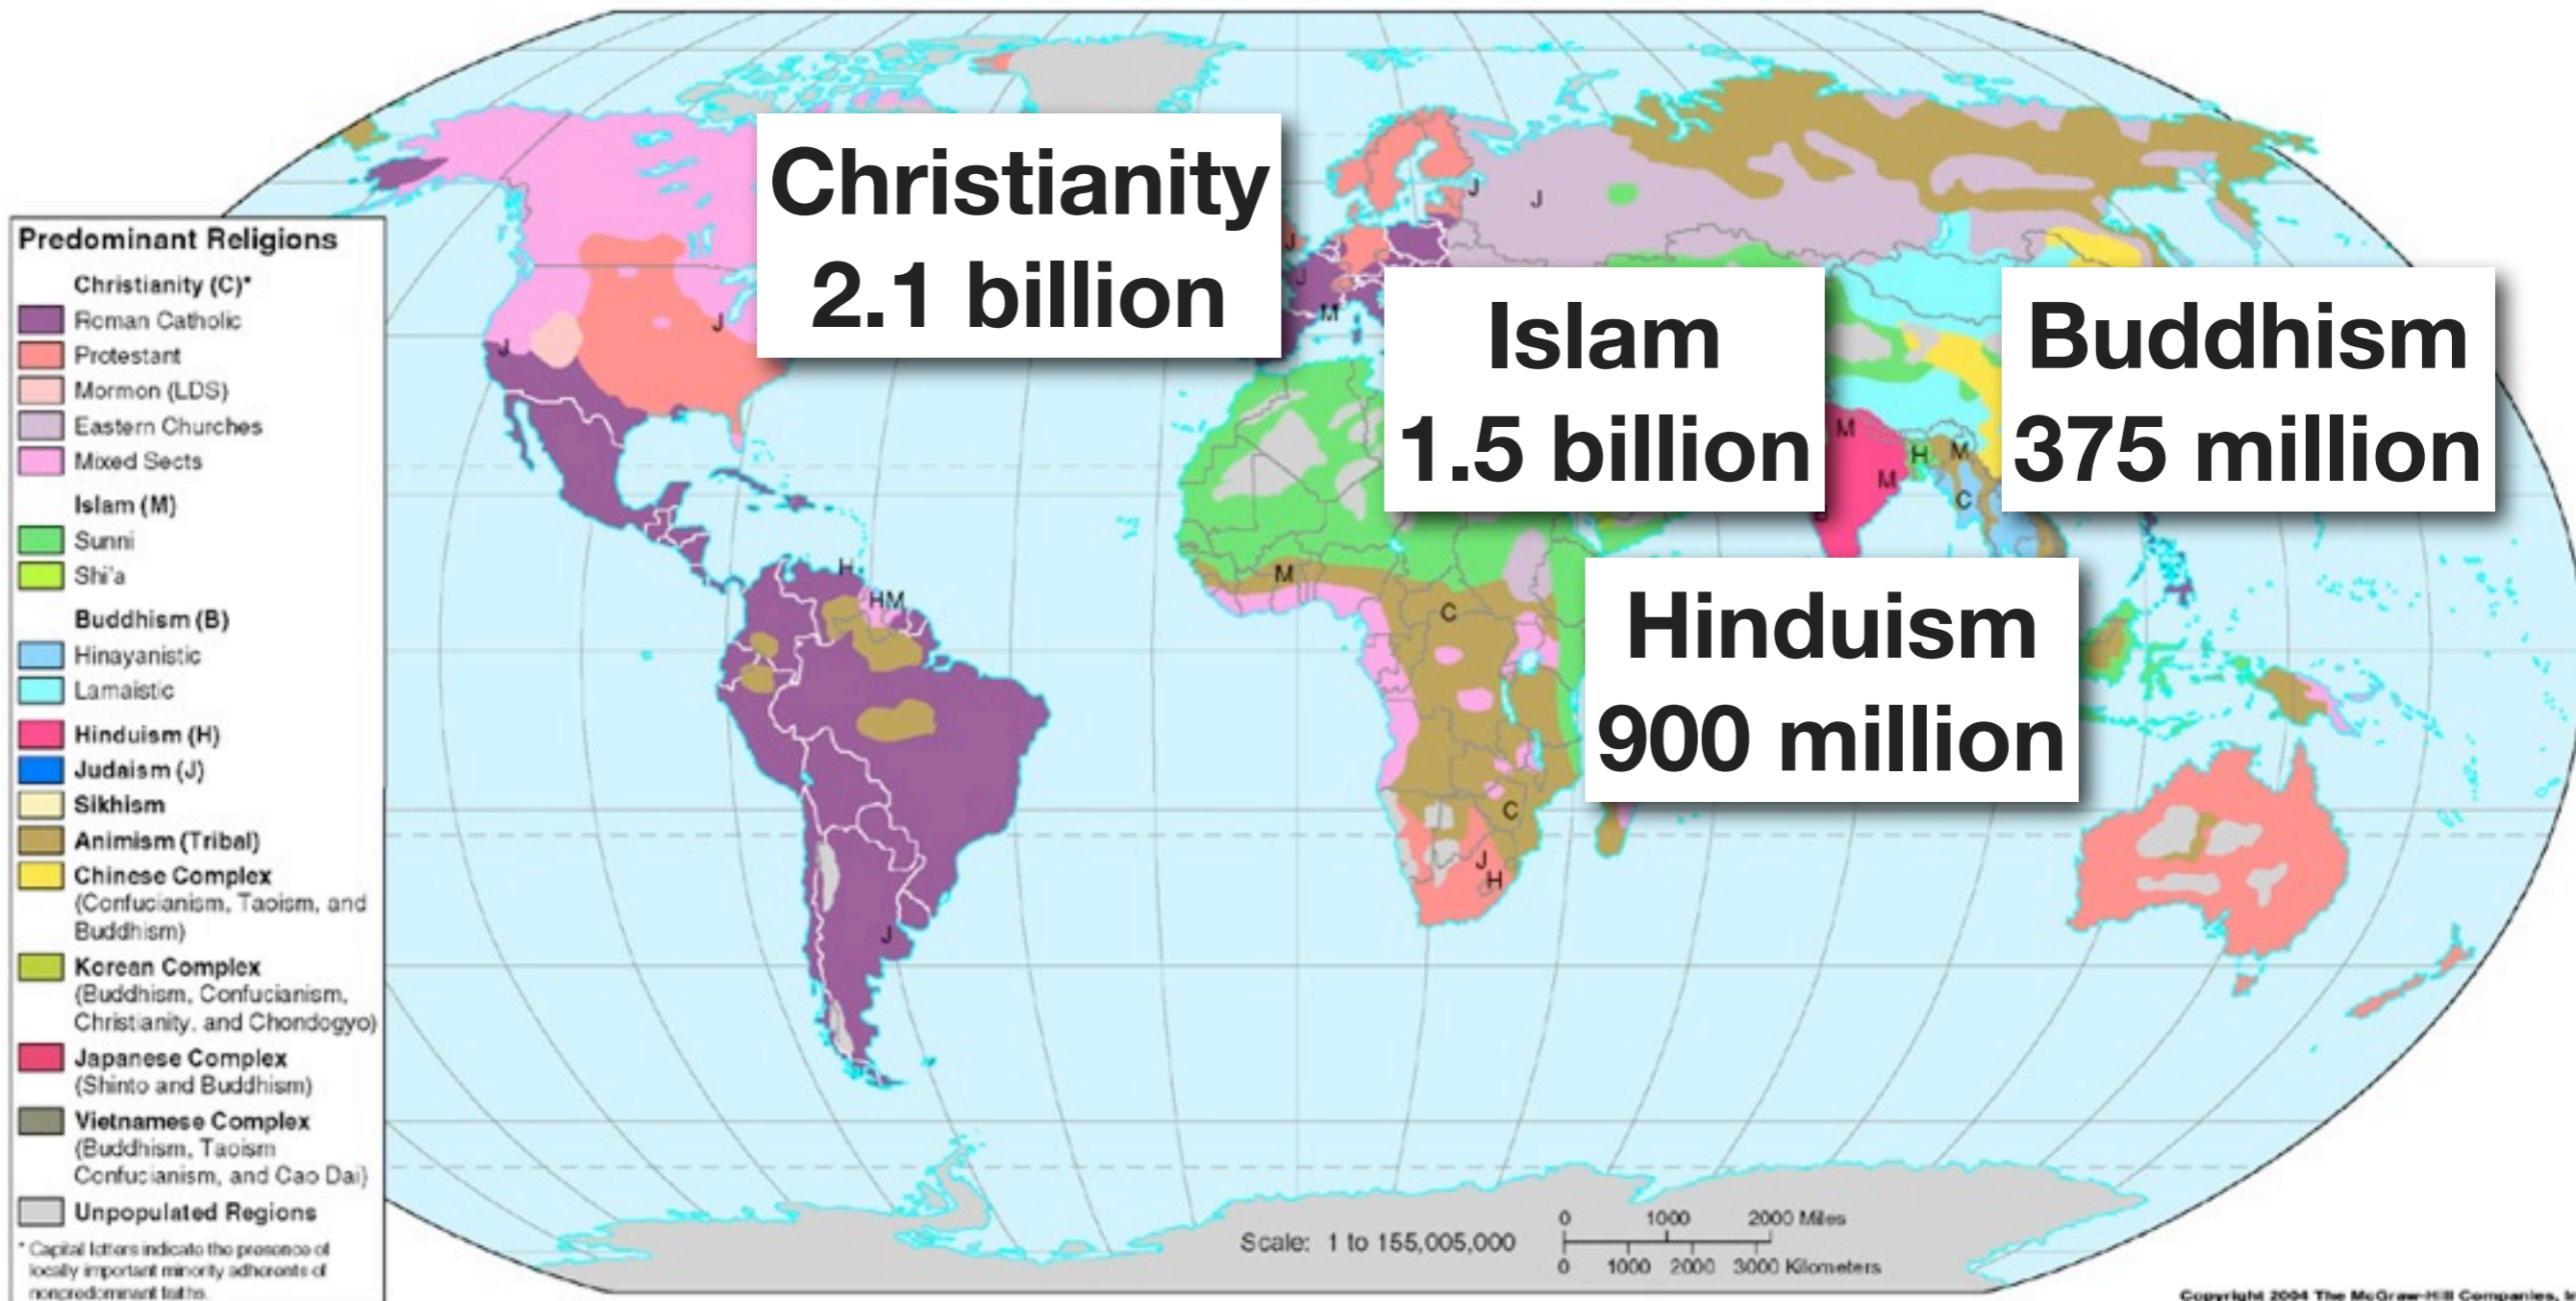 Christianity
2.1 billion
Islam
1.5 billion
Buddhism
375 million
Hinduism
900 million
Predominant Religions
Christianity (C)*
Roman Catholic
Protestant
Mormon (LDS)
Eastern Churches
Mixed Sects
Islam (M)
Sunni
Shi'a
Buddhism (B)
Hinayanistic
Lamaistic
Hinduism (H)
Judaism (J)
Sikhism
Animism (Tribal)
Chinese Complex
(Confucianism, Taoism, and
Buddhism)
Korean Complex
(Buddhism, Confucianism,
Christianity, and Chondogyo)
Japanese Complex
(Shinto and Buddhism)
Vietnamese Complex
(Buddhism, Taoism
Confucianism, and Cao Dai)
Unpopulated Regions
* Capital letters indicate the presence of
locally important minority adherents of
nonpredominant faiths.
J
J
J
J
J
M
J
M
M
H
M
C
H
HM
M
C
C
J
H
J
0 1000 2000 Miles
Scale: 1 to 155,005,000
0 1000 2000 3000 Kilometers
Copyright 2004 The McGraw-Hill Companies,